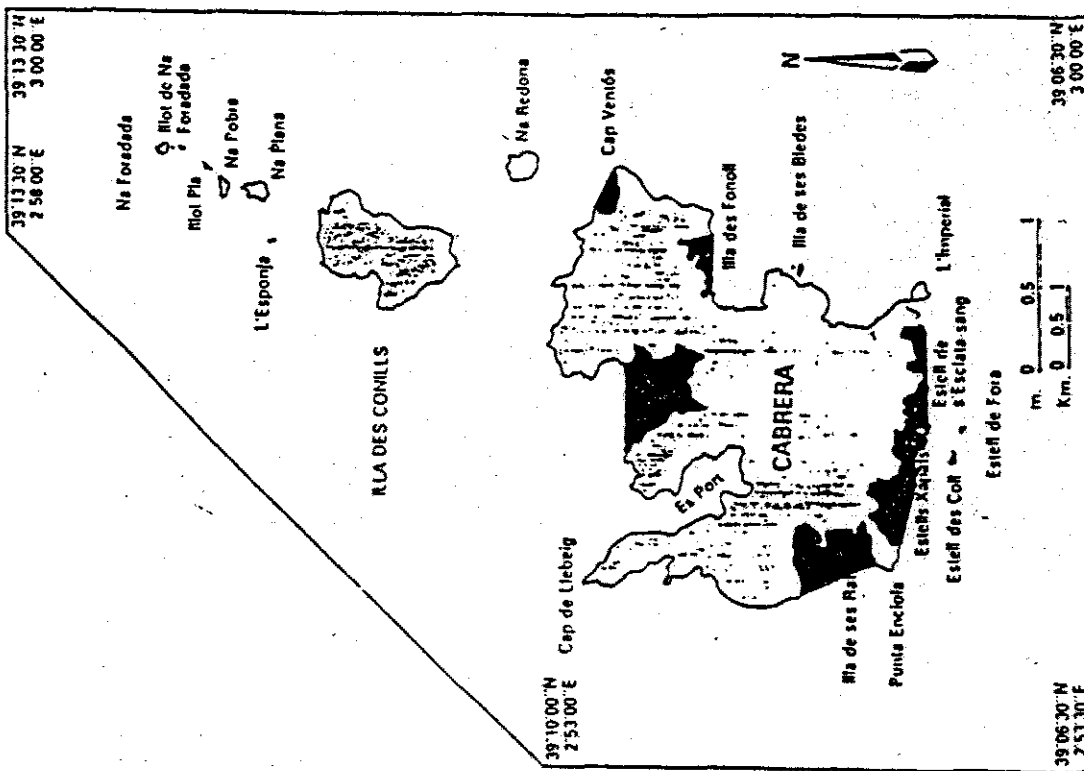 39°13'30"N
3 00 00"E
39°13'30"N
2 58 00"E
Na Foradada
Illot de Na
Foradada
Illot Pla
Na Pobra
Na Plana
L'Esponja
ILLA DES CONILLS
Na Redona
N
Cap Ventós
Cap de Llebeig
39°10'00"N
2°53'00"E
Illa des Fonoll
Illa de ses Bledes
Es Port
CABRERA
L'Imperial
Illa de ses
Punta Enciola
Estells
Estell de
s'Esclata-sang
Estell des Coll
Estell de Fora
m. 0 0.5 1
Km. 0 0.5 1
39°06'30"N
2°53'30"E
39°06'30"N
3 00 00"E